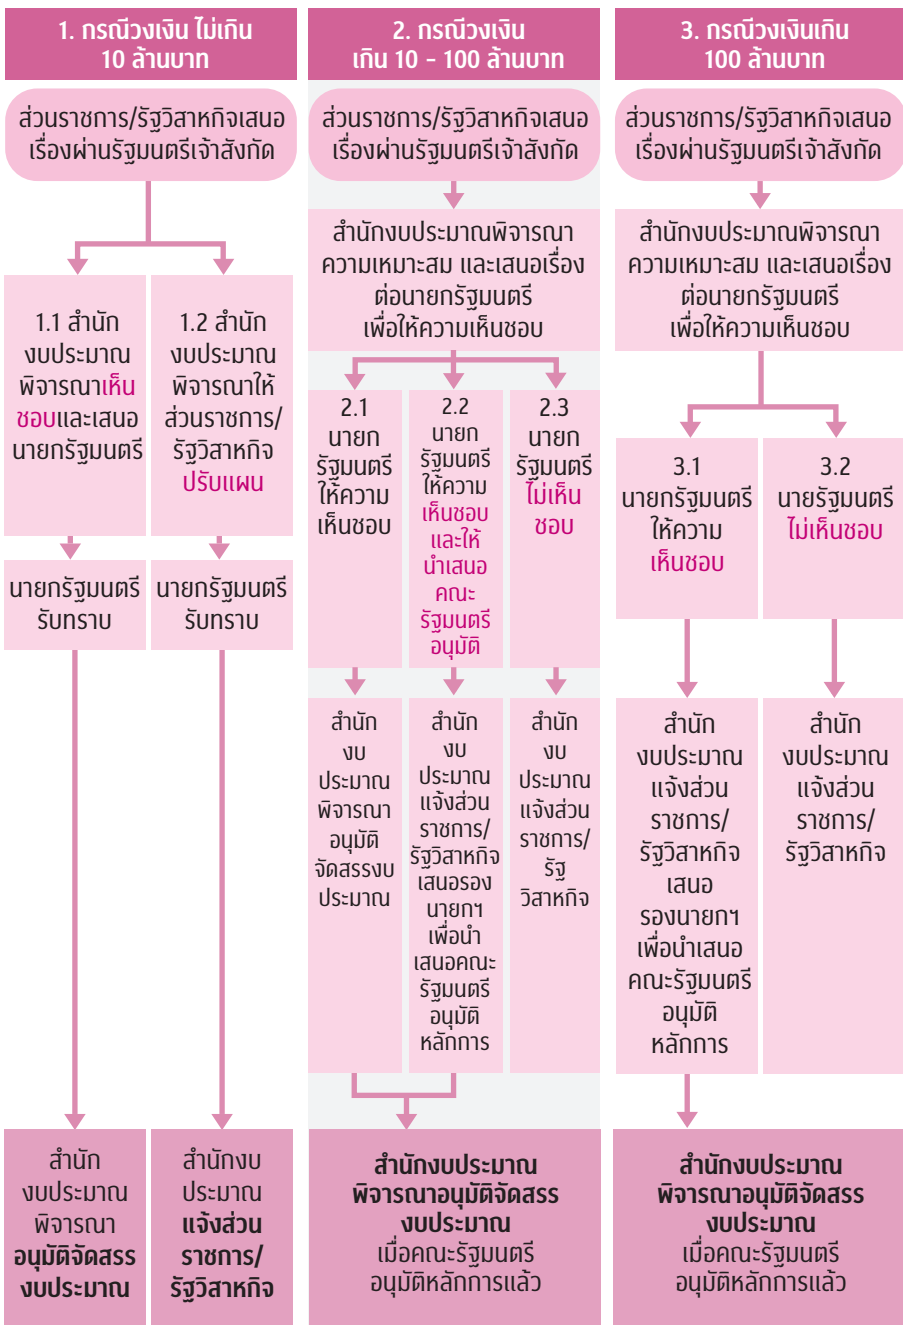 1. กรณีวงเงิน ไม่เกิน
10 ล้านบาท
ส่วนราชการ/รัฐวิสาหกิจเสนอ
เรื่องผ่านรัฐมนตรีเจ้าสังกัด
1.1 สำนัก
งบประมาณ
พิจารณาเห็น
ชอบและเสนอ
นายกรัฐมนตรี
1.2 สำนัก
งบประมาณ
พิจารณาให้
ส่วนราชการ/
รัฐวิสาหกิจ
ปรับแผน
นายกรัฐมนตรี
รับทราบ
นายกรัฐมนตรี
รับทราบ
สำนัก
งบประมาณ
พิจารณา
อนุมัติจัดสรร
งบประมาณ
สำนักงบ
ประมาณ
แจ้งส่วน
ราชการ/
รัฐวิสาหกิจ
2. กรณีวงเงิน
เกิน 10 - 100 ล้านบาท
ส่วนราชการ/รัฐวิสาหกิจเสนอ
เรื่องผ่านรัฐมนตรีเจ้าสังกัด
สำนักงบประมาณพิจารณา
ความเหมาะสม และเสนอเรื่อง
ต่อนายกรัฐมนตรี
เพื่อให้ความเห็นชอบ
2.1
นายก
รัฐมนตรี
ให้ความ
เห็นชอบ
2.2
นายก
รัฐมนตรี
ให้ความ
เห็นชอบ
และให้
นำเสนอ
คณะ
รัฐมนตรี
อนุมัติ
2.3
นายก
รัฐมนตรี
ไม่เห็น
ชอบ
สำนัก
งบ
ประมาณ
พิจารณา
อนุมัติ
จัดสรรงบ
ประมาณ
สำนัก
งบ
ประมาณ
แจ้งส่วน
ราชการ/
รัฐวิสาหกิจ
เสนอรอง
นายกฯ
เพื่อนำ
เสนอคณะ
รัฐมนตรี
อนุมัติ
หลักการ
สำนัก
งบ
ประมาณ
แจ้งส่วน
ราชการ/
รัฐ
วิสาหกิจ
สำนักงบประมาณ
พิจารณาอนุมัติจัดสรร
งบประมาณ
เมื่อคณะรัฐมนตรี
อนุมัติหลักการแล้ว
3. กรณีวงเงินเกิน
100 ล้านบาท
ส่วนราชการ/รัฐวิสาหกิจเสนอ
เรื่องผ่านรัฐมนตรีเจ้าสังกัด
สำนักงบประมาณพิจารณา
ความเหมาะสม และเสนอเรื่อง
ต่อนายกรัฐมนตรี
เพื่อให้ความเห็นชอบ
3.1
นายกรัฐมนตรี
ให้ความ
เห็นชอบ
3.2
นายรัฐมนตรี
ไม่เห็นชอบ
สำนัก
งบประมาณ
แจ้งส่วน
ราชการ/
รัฐวิสาหกิจ
เสนอ
รองนายกฯ
เพื่อนำเสนอ
คณะรัฐมนตรี
อนุมัติ
หลักการ
สำนัก
งบประมาณ
แจ้งส่วน
ราชการ/
รัฐวิสาหกิจ
สำนักงบประมาณ
พิจารณาอนุมัติจัดสรร
งบประมาณ
เมื่อคณะรัฐมนตรี
อนุมัติหลักการแล้ว